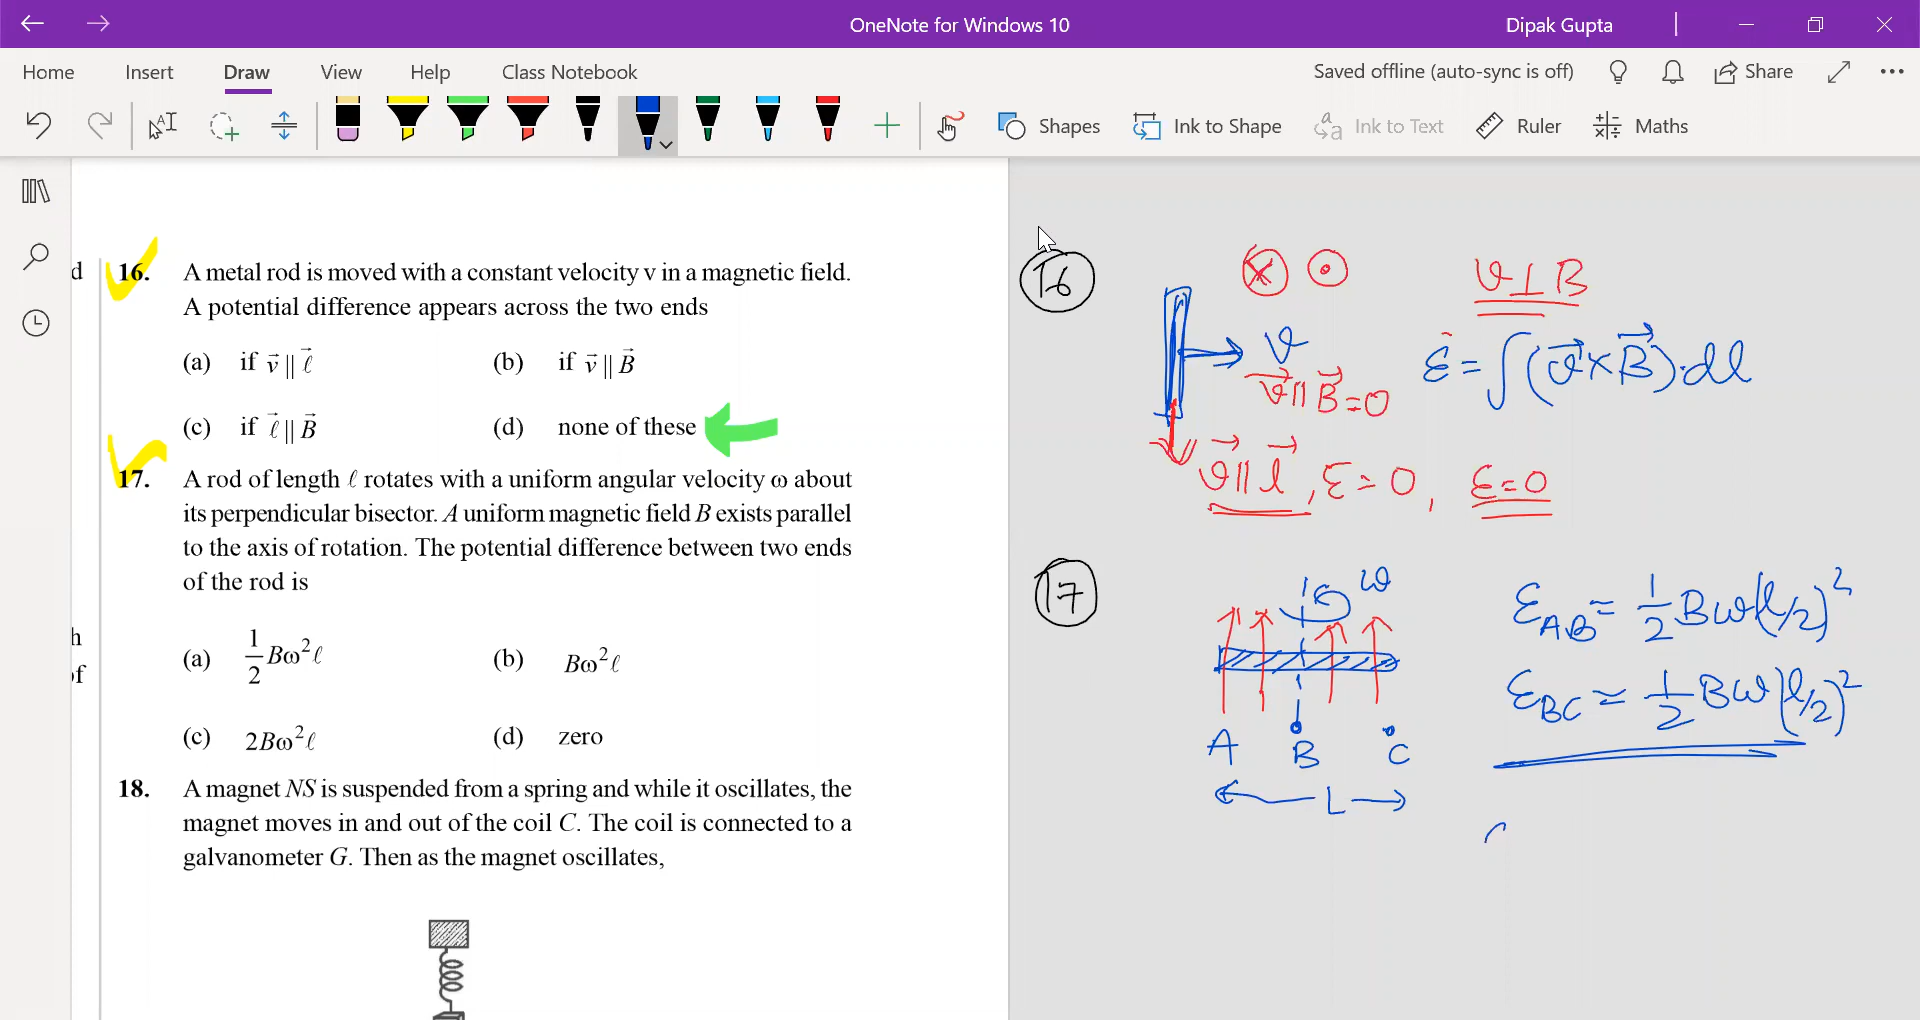 OneNote for Windows 10
Dipak Gupta
Home Insert Draw View Help Class Notebook
Saved offline (auto-sync is off) Share
Shapes Ink to Shape Ink to Text Ruler Maths
d
16. A metal rod is moved with a constant velocity v in a magnetic field.
A potential difference appears across the two ends
(a) if v⃗ || ℓ⃗ (b) if v⃗ || B⃗
(c) if ℓ⃗ || B⃗ (d) none of these
17. A rod of length ℓ rotates with a uniform angular velocity ω about
its perpendicular bisector. A uniform magnetic field B exists parallel
to the axis of rotation. The potential difference between two ends
of the rod is
h
(a) 1/2 Bω²ℓ (b) Bω²ℓ
of
(c) 2Bω²ℓ (d) zero
18. A magnet NS is suspended from a spring and while it oscillates, the
magnet moves in and out of the coil C. The coil is connected to a
galvanometer G. Then as the magnet oscillates,
16
v ⊥ B
v
ε = ∫(v⃗ × B⃗)·dl
v⃗ || B⃗ = 0
v⃗ || l⃗, ε = 0, ε = 0
17
ω
ε_AB = 1/2 Bω(l/2)²
ε_BC = 1/2 Bω(l/2)²
A B C
L